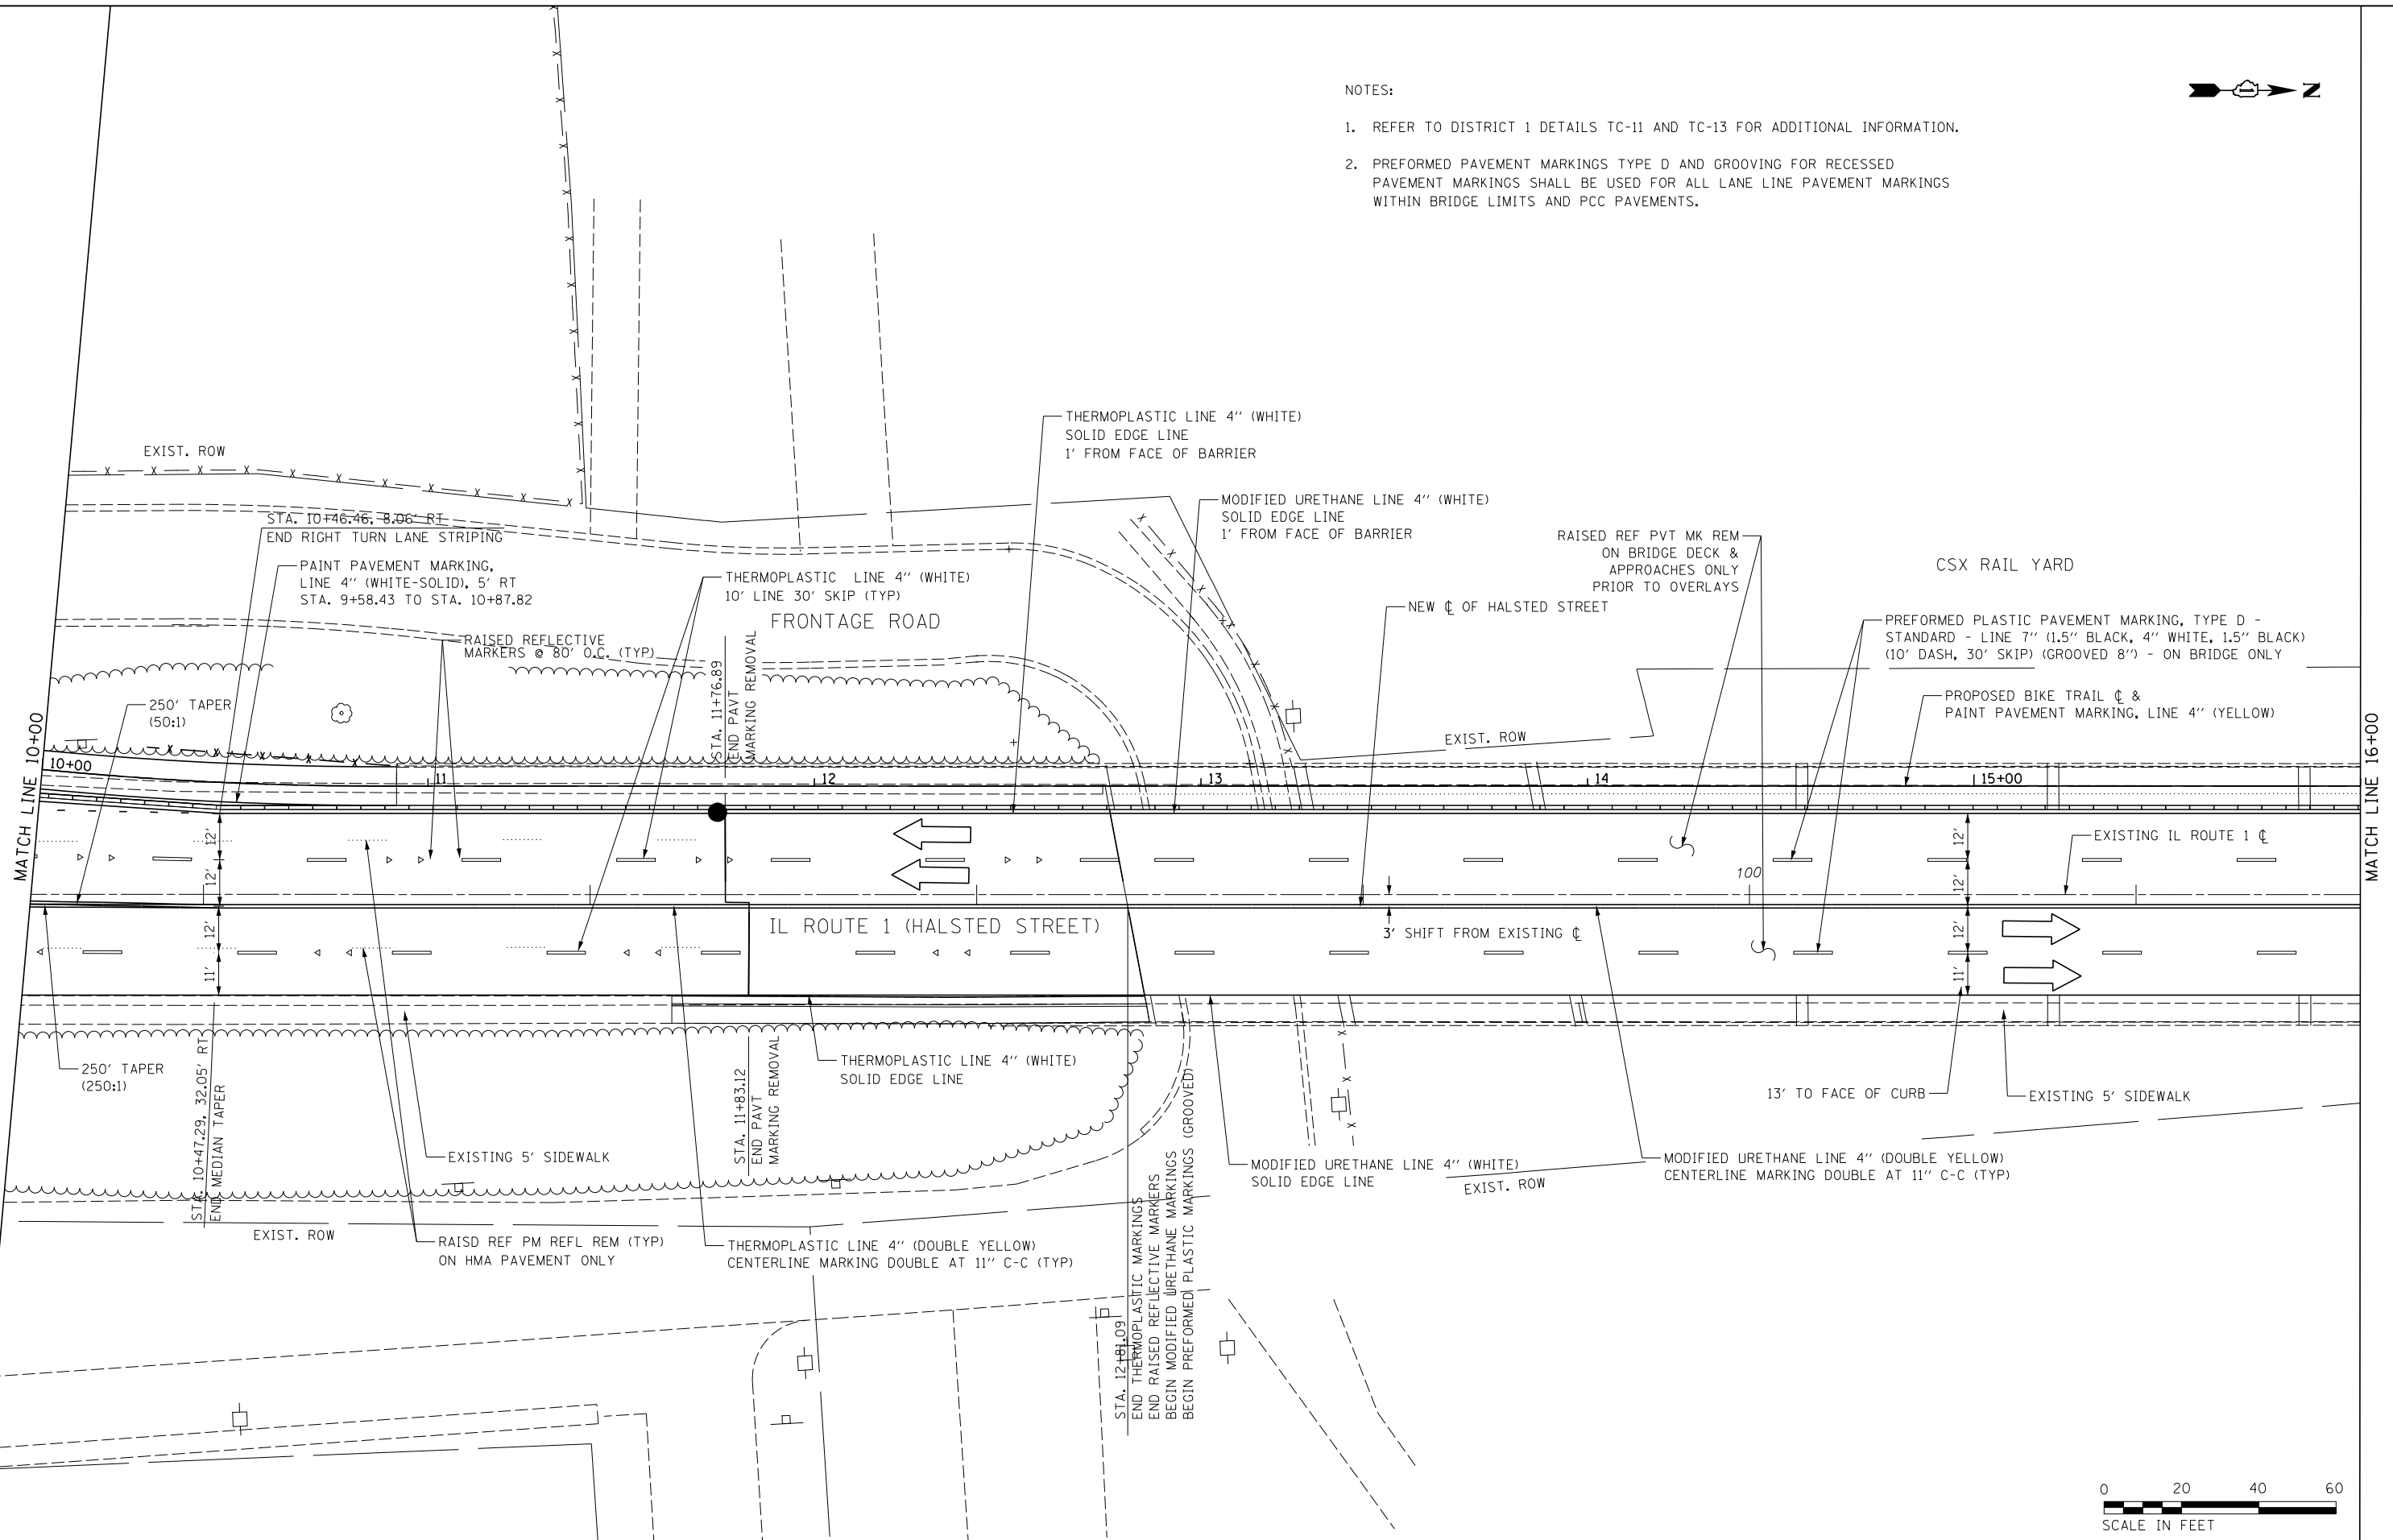 NOTES:
1. REFER TO DISTRICT 1 DETAILS TC-11 AND TC-13 FOR ADDITIONAL INFORMATION.
2. PREFORMED PAVEMENT MARKINGS TYPE D AND GROOVING FOR RECESSED
PAVEMENT MARKINGS SHALL BE USED FOR ALL LANE LINE PAVEMENT MARKINGS
WITHIN BRIDGE LIMITS AND PCC PAVEMENTS.
N
THERMOPLASTIC LINE 4'' (WHITE)
SOLID EDGE LINE
1' FROM FACE OF BARRIER
EXIST. ROW
MODIFIED URETHANE LINE 4'' (WHITE)
SOLID EDGE LINE
1' FROM FACE OF BARRIER
STA. 10+46.46, 8.06' RT
END RIGHT TURN LANE STRIPING
RAISED REF PVT MK REM
ON BRIDGE DECK &
APPROACHES ONLY
PRIOR TO OVERLAYS
CSX RAIL YARD
PAINT PAVEMENT MARKING,
LINE 4'' (WHITE-SOLID), 5' RT
STA. 9+58.43 TO STA. 10+87.82
THERMOPLASTIC LINE 4'' (WHITE)
10' LINE 30' SKIP (TYP)
NEW ℄ OF HALSTED STREET
FRONTAGE ROAD
PREFORMED PLASTIC PAVEMENT MARKING, TYPE D -
STANDARD - LINE 7'' (1.5'' BLACK, 4'' WHITE, 1.5'' BLACK)
(10' DASH, 30' SKIP) (GROOVED 8'') - ON BRIDGE ONLY
RAISED REFLECTIVE
MARKERS @ 80' O.C. (TYP)
STA. 11+76.89
END PAVT
MARKING REMOVAL
250' TAPER
(50:1)
PROPOSED BIKE TRAIL ℄ &
PAINT PAVEMENT MARKING, LINE 4'' (YELLOW)
EXIST. ROW
MATCH LINE 10+00
MATCH LINE 16+00
10+00
11
12
13
14
15+00
12'
12'
12'
11'
12'
12'
12'
11'
EXISTING IL ROUTE 1 ℄
100
IL ROUTE 1 (HALSTED STREET)
3' SHIFT FROM EXISTING ℄
250' TAPER
(250:1)
STA. 10+47.29, 32.05' RT
END MEDIAN TAPER
THERMOPLASTIC LINE 4'' (WHITE)
SOLID EDGE LINE
STA. 11+83.12
END PAVT
MARKING REMOVAL
13' TO FACE OF CURB
EXISTING 5' SIDEWALK
EXISTING 5' SIDEWALK
MODIFIED URETHANE LINE 4'' (WHITE)
SOLID EDGE LINE
MODIFIED URETHANE LINE 4'' (DOUBLE YELLOW)
CENTERLINE MARKING DOUBLE AT 11'' C-C (TYP)
EXIST. ROW
EXIST. ROW
RAISD REF PM REFL REM (TYP)
ON HMA PAVEMENT ONLY
THERMOPLASTIC LINE 4'' (DOUBLE YELLOW)
CENTERLINE MARKING DOUBLE AT 11'' C-C (TYP)
STA. 12+81.09
END THERMOPLASTIC MARKINGS
END RAISED REFLECTIVE MARKERS
BEGIN MODIFIED URETHANE MARKINGS
BEGIN PREFORMED PLASTIC MARKINGS (GROOVED)
0 20 40 60
SCALE IN FEET